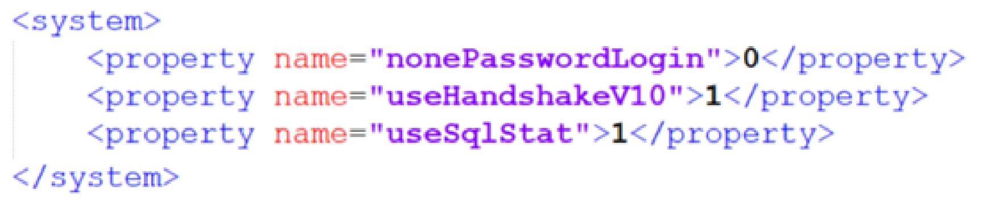 <system>
    <property name="nonePasswordLogin">0</property>
    <property name="useHandshakeV10">1</property>
    <property name="useSqlStat">1</property>
</system>